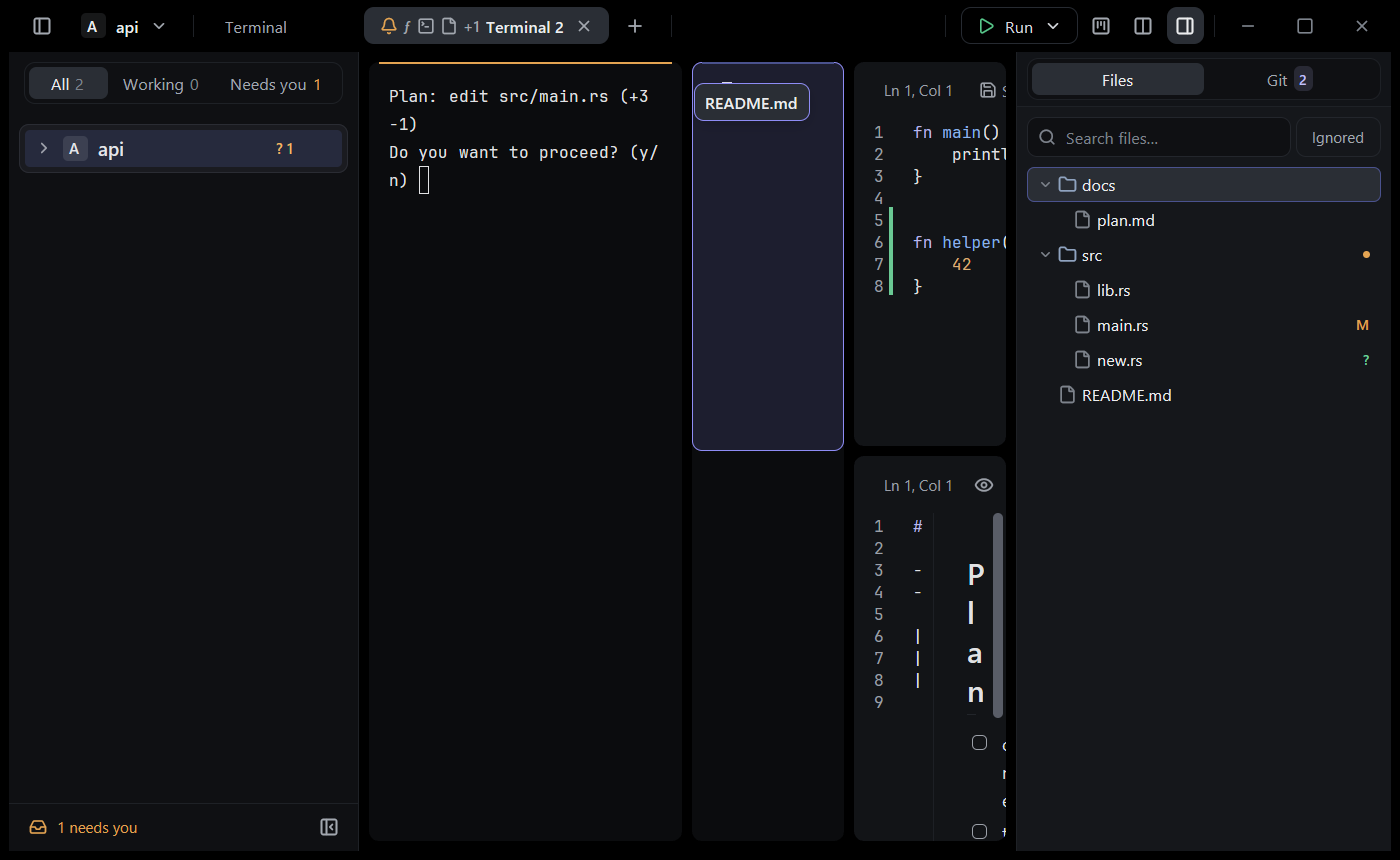 A api
Terminal
ƒ +1 Terminal 2
Run
All 2
Working 0
Needs you 1
A api ? 1
1 needs you
Plan: edit src/main.rs (+3
-1)
Do you want to proceed? (y/
n)
README.md
Ln 1, Col 1
1 fn main()
2 printl
3 }
4
5
6 fn helper(
7 42
8 }
Ln 1, Col 1
1 #
2
3 -
4 -
5
6 |
7 |
8 |
9
P
l
a
n
Files
Git 2
Search files...
Ignored
docs
plan.md
src
lib.rs
main.rs M
new.rs ?
README.md